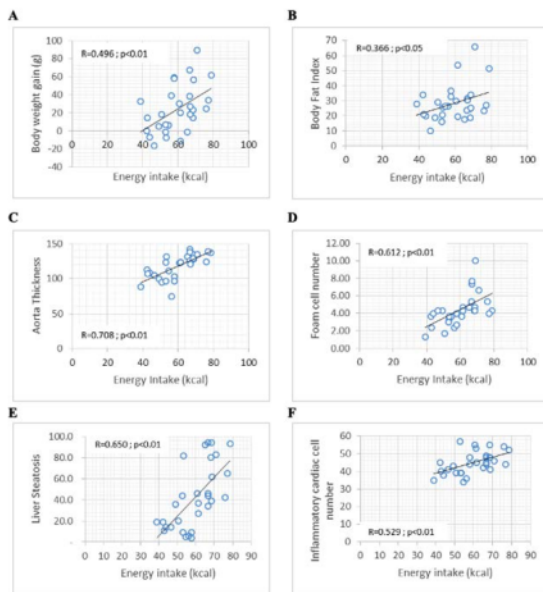 A
R=0.496 ; p<0.01
Body weight gain (g)
100
80
60
40
20
0
-20
-40
0 20 40 60 80 100
Energy intake (kcal)
B
R=0.366 ; p<0.05
Body Fat Index
70
60
50
40
30
20
10
0
0 20 40 60 80 100
Energy intake (kcal)
C
Aorta Thickness
150
100
50
0
R=0.708 ; p<0.01
0 20 40 60 80 100
Energy Intake (kcal)
D
R=0.612 ; p<0.01
Foam cell number
12.00
10.00
8.00
6.00
4.00
2.00
0.00
0 20 40 60 80 100
Energy intake (kcal)
E
R=0.650 ; p<0.01
Liver Steatosis
100.0
80.0
60.0
40.0
20.0
-
0 10 20 30 40 50 60 70 80 90
Energy intake (kcal)
F
Inflammatory cardiac cell
number
60
50
40
30
20
10
0
R=0.529 ; p<0.01
0 10 20 30 40 50 60 70 80 90
Energy intake (kcal)